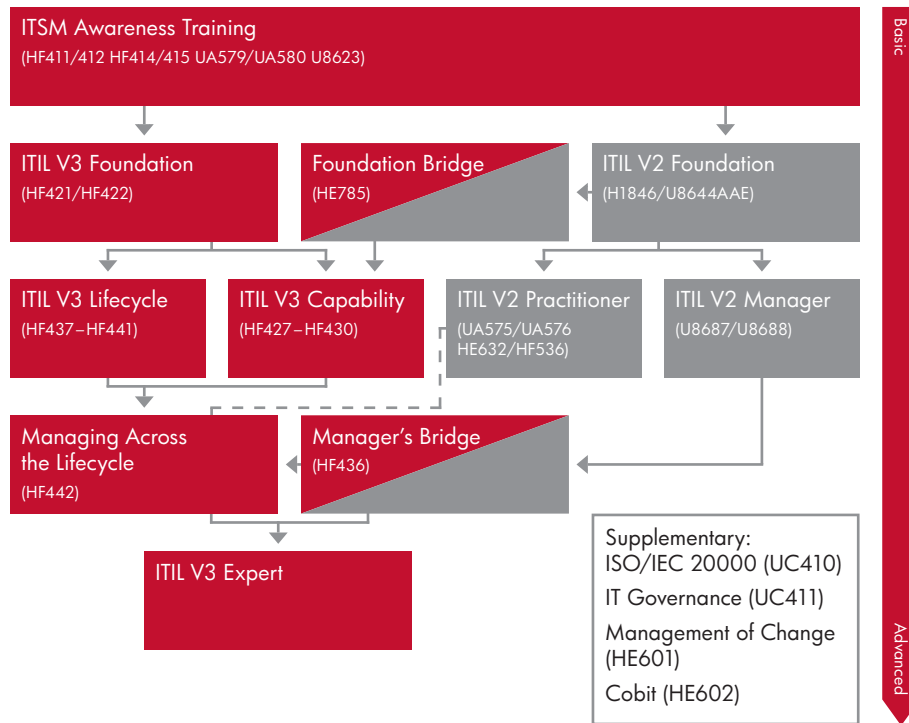 ITSM Awareness Training
(HF411/412 HF414/415 UA579/UA580 U8623)
Basic
ITIL V3 Foundation
(HF421/HF422)
Foundation Bridge
(HE785)
ITIL V2 Foundation
(H1846/U8644AAE)
ITIL V3 Lifecycle
(HF437–HF441)
ITIL V3 Capability
(HF427–HF430)
ITIL V2 Practitioner
(UA575/UA576
HE632/HF536)
ITIL V2 Manager
(U8687/U8688)
Managing Across
the Lifecycle
(HF442)
Manager’s Bridge
(HF436)
ITIL V3 Expert
Supplementary:
ISO/IEC 20000 (UC410)
IT Governance (UC411)
Management of Change
(HE601)
Cobit (HE602)
Advanced